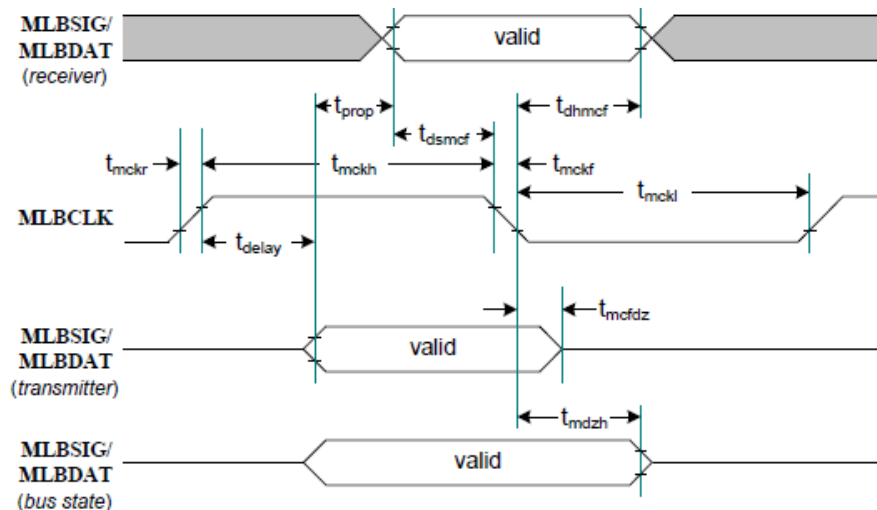 MLBSIG/
MLBDAT
(receiver)
valid
tprop
tdsmcf
tdhmcf
tmckr
tmckh
tmckf
tmckl
MLBCLK
tdelay
tmcfdz
MLBSIG/
MLBDAT
(transmitter)
valid
tmdzh
MLBSIG/
MLBDAT
(bus state)
valid